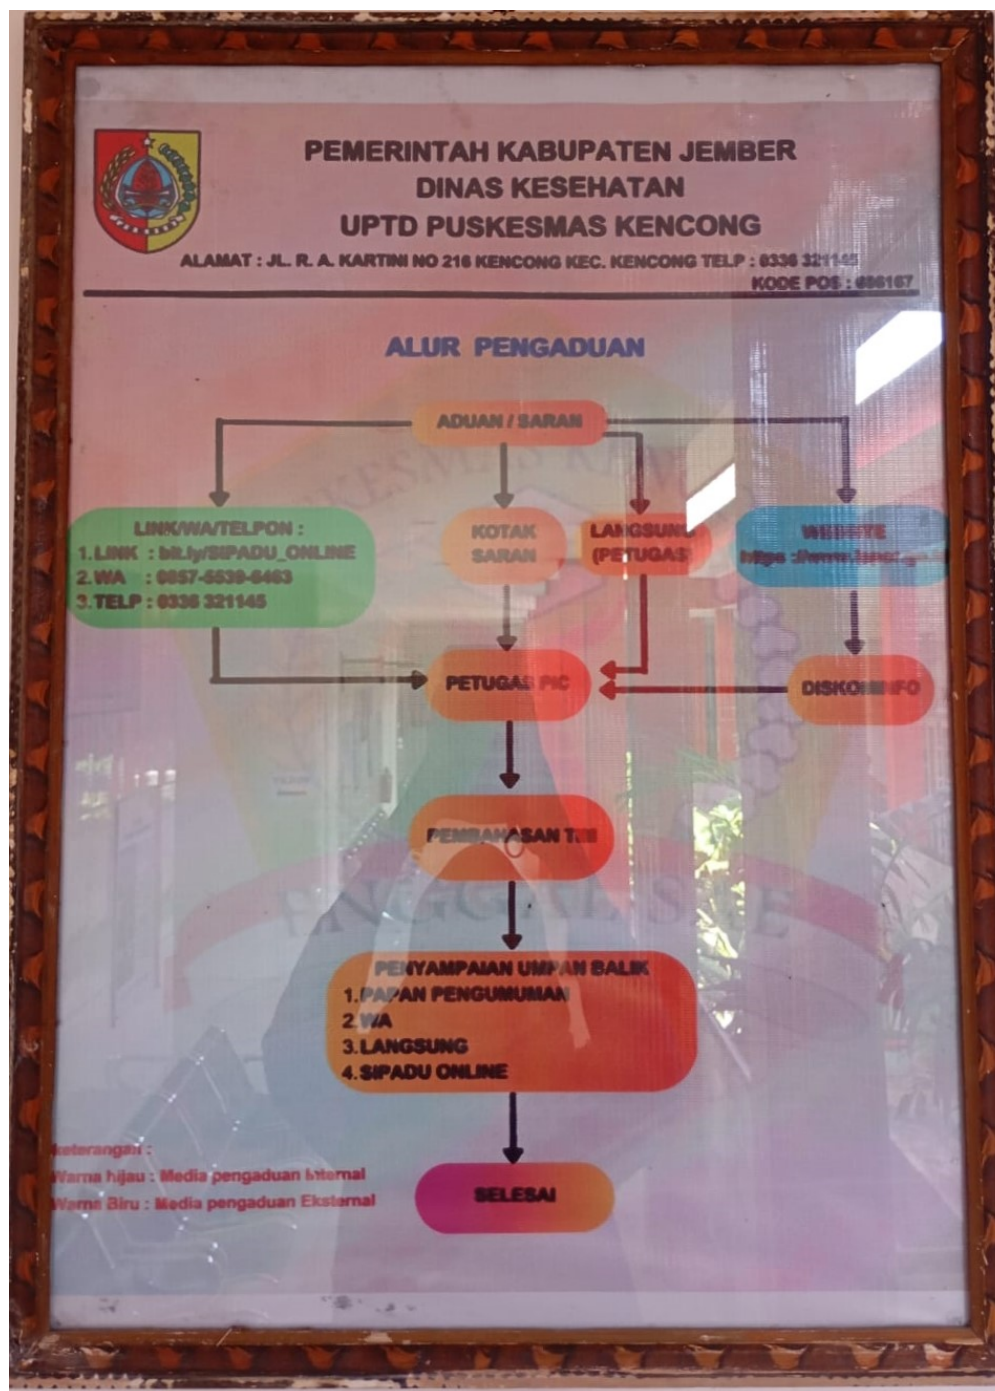 PEMERINTAH KABUPATEN JEMBER
DINAS KESEHATAN
UPTD PUSKESMAS KENCONG
ALAMAT : JL. R. A. KARTINI NO 216 KENCONG KEC. KENCONG TELP : 0336 321145
KODE POS :
ALUR PENGADUAN
ADUAN / SARAN
LINK/WA/TELPON :
1. LINK : bit.ly/SIPADU_ONLINE
2. WA : 0857-5539-6463
3. TELP : 0336 321145
KOTAK
SARAN
LANGSUNG
(PETUGAS)
WEBSITE
PETUGAS PIC
DISKOMINFO
PEMBAHASAN TIM
ENGGAL SAE
PENYAMPAIAN UMPAN BALIK
1. PAPAN PENGUMUMAN
2. WA
3. LANGSUNG
4. SIPADU ONLINE
keterangan :
Warna hijau : Media pengaduan Internal
Warna Biru : Media pengaduan Eksternal
SELESAI